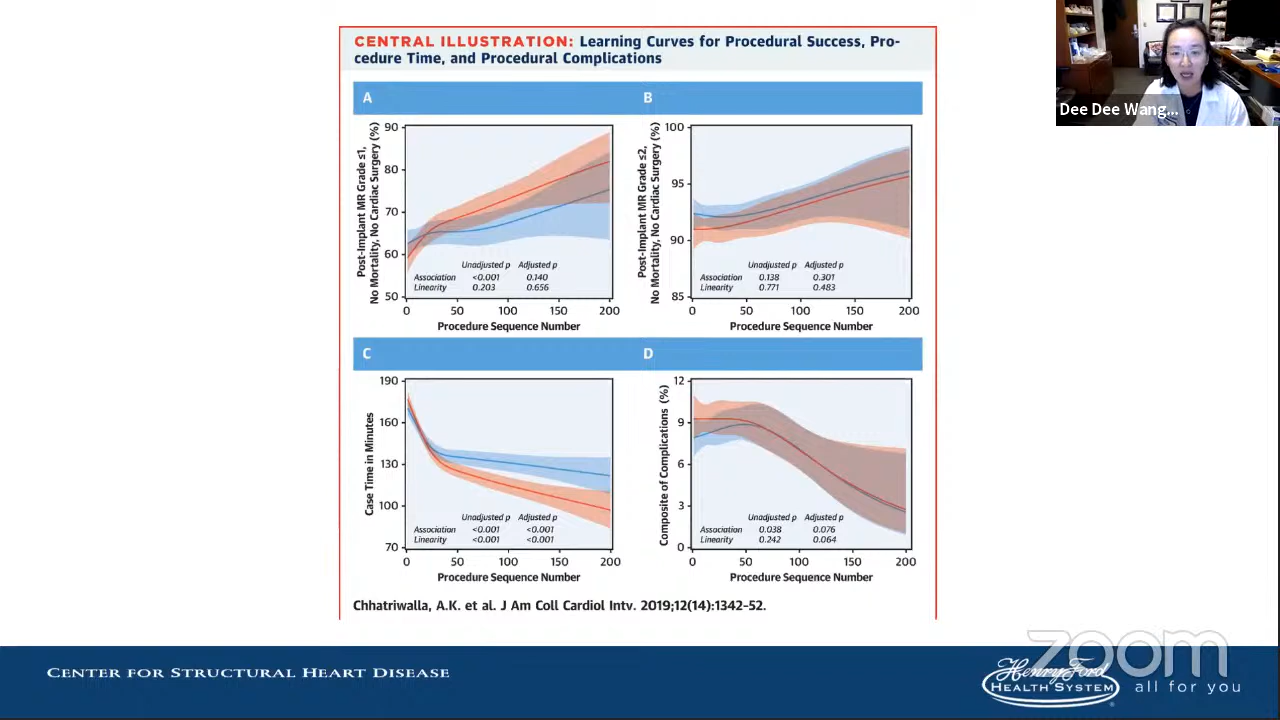 CENTRAL ILLUSTRATION: Learning Curves for Procedural Success, Pro-
cedure Time, and Procedural Complications
Dee Dee Wang...
A
B
Post-Implant MR Grade ≤1,
No Mortality, No Cardiac Surgery (%)
90
80
70
60
50
Unadjusted p Adjusted p
Association <0.001 0.140
Linearity 0.203 0.656
0 50 100 150 200
Procedure Sequence Number
Post-Implant MR Grade ≤2,
No Mortality, No Cardiac Surgery (%)
100
95
90
85
Unadjusted p Adjusted p
Association 0.138 0.301
Linearity 0.771 0.483
0 50 100 150 200
Procedure Sequence Number
C
D
Case Time in Minutes
190
160
130
100
70
Unadjusted p Adjusted p
Association <0.001 <0.001
Linearity <0.001 <0.001
0 50 100 150 200
Procedure Sequence Number
Composite of Complications (%)
12
9
6
3
0
Unadjusted p Adjusted p
Association 0.038 0.076
Linearity 0.242 0.064
0 50 100 150 200
Procedure Sequence Number
Chhatriwalla, A.K. et al. J Am Coll Cardiol Intv. 2019;12(14):1342-52.
CENTER FOR STRUCTURAL HEART DISEASE
zoom
Henry Ford
HEALTH SYSTEM
all for you